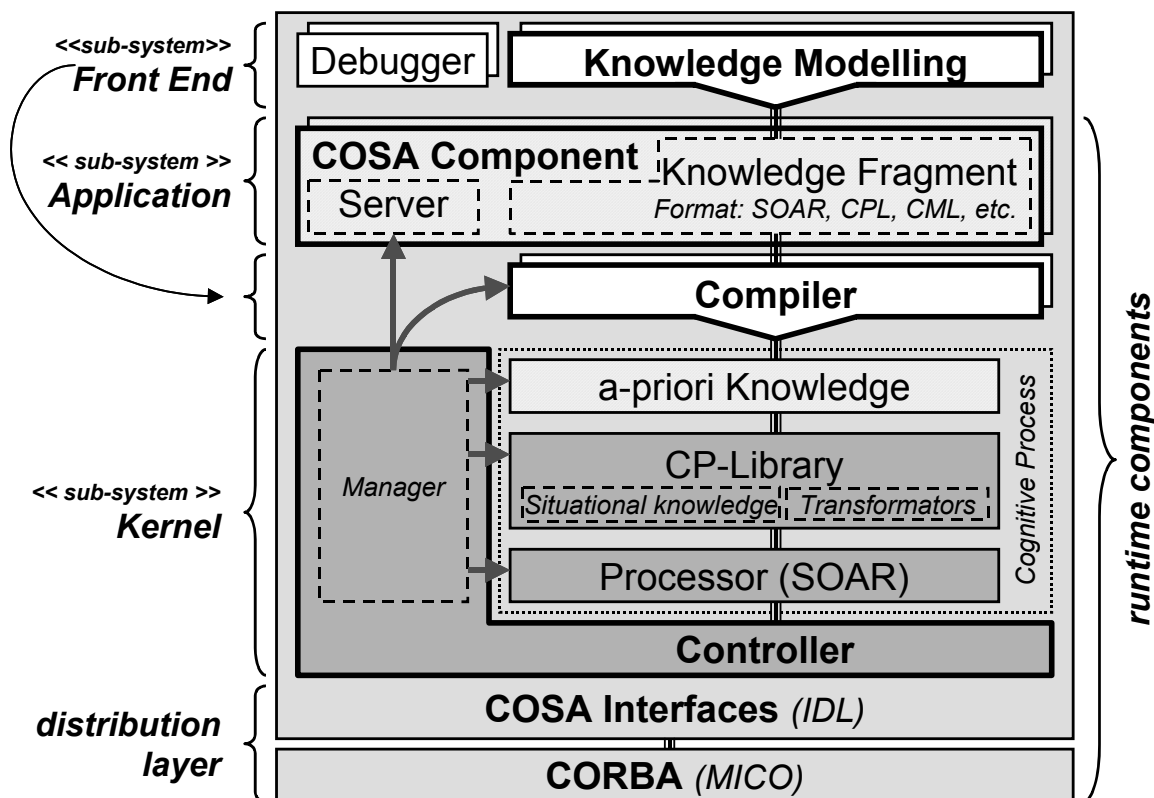 <<sub-system>>
Front End
Debugger
Knowledge Modelling
<< sub-system >>
Application
COSA Component
Server
Knowledge Fragment
Format: SOAR, CPL, CML, etc.
Compiler
<< sub-system >>
Kernel
Manager
a-priori Knowledge
CP-Library
Situational knowledge
Transformators
Processor (SOAR)
Cognitive Process
Controller
runtime components
distribution
layer
COSA Interfaces (IDL)
CORBA (MICO)